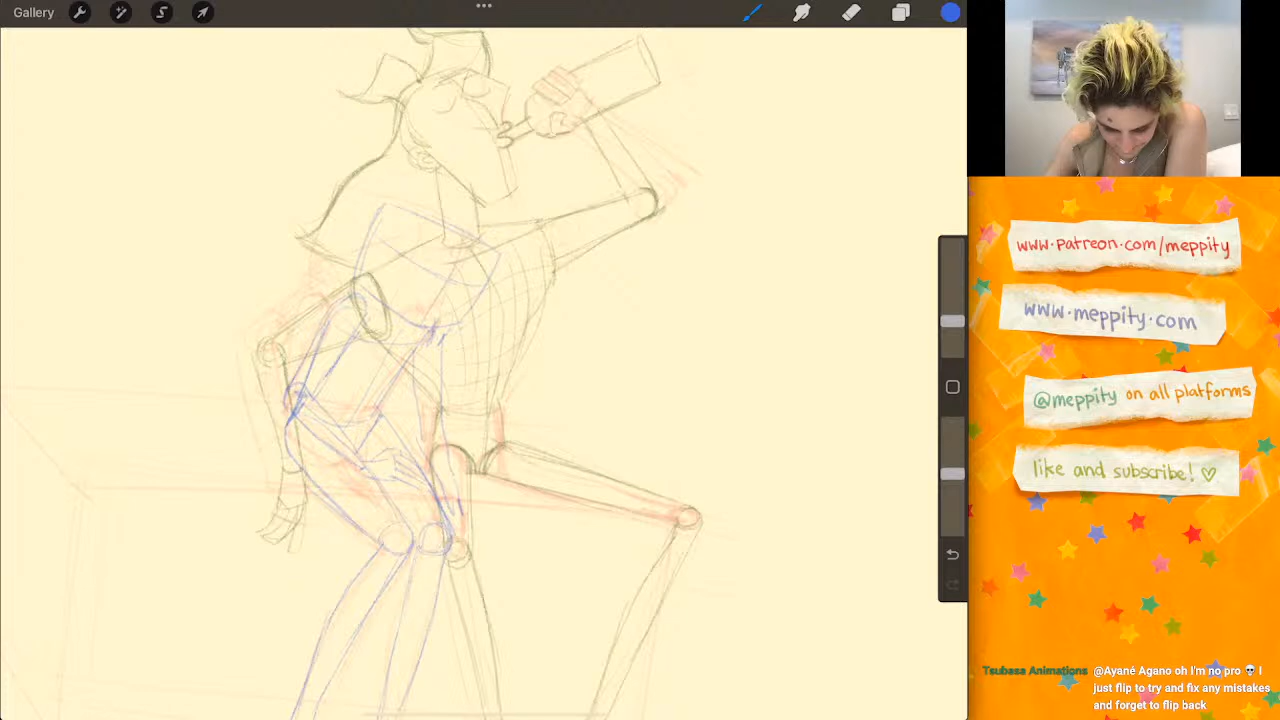 Gallery
www.patreon.com/meppity
www.meppity.com
@meppity on all platforms
like and subscribe! ♡
Tsubasa Animations @Ayané Agano oh I'm no pro 💀 I
just flip to try and fix any mistakes
and forget to flip back